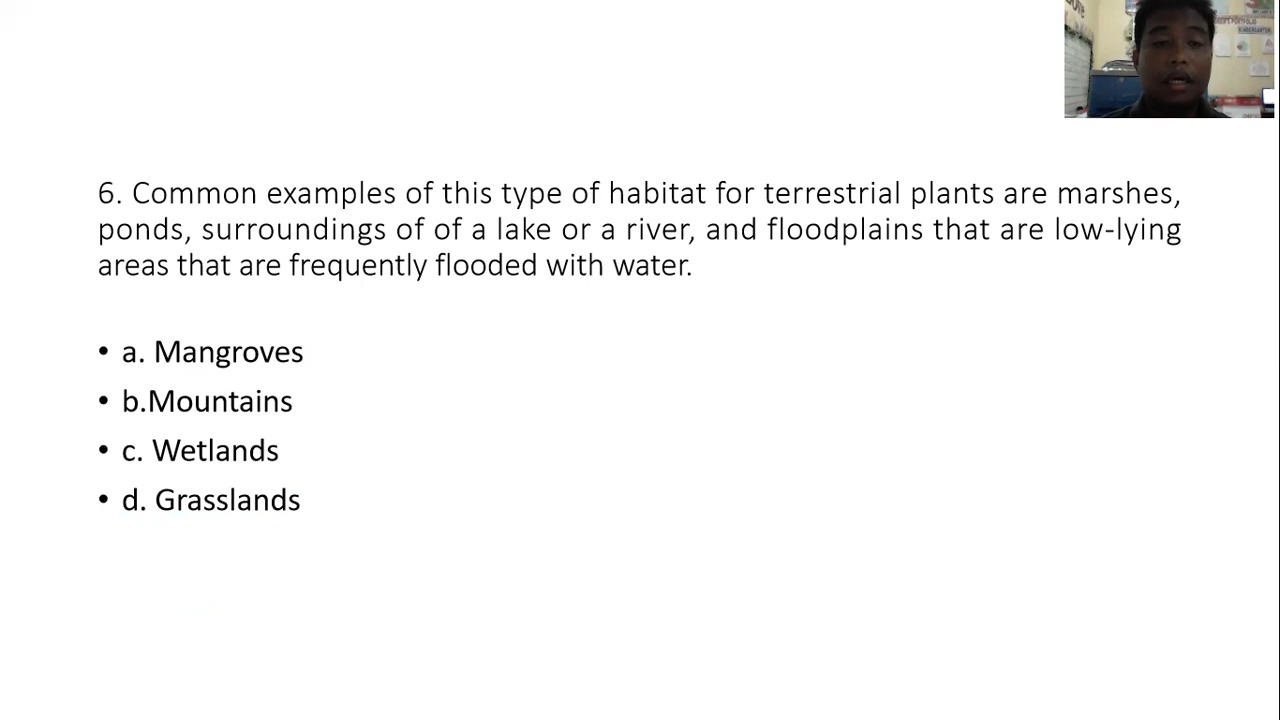 6. Common examples of this type of habitat for terrestrial plants are marshes,
ponds, surroundings of of a lake or a river, and floodplains that are low-lying
areas that are frequently flooded with water.
• a. Mangroves
• b.Mountains
• c. Wetlands
• d. Grasslands
KINDERGARTEN